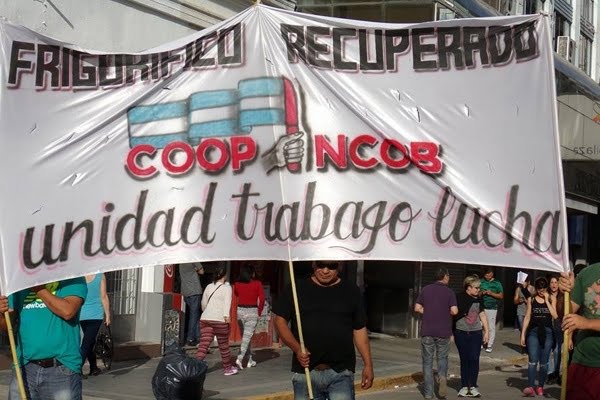 FRIGORIFICO RECUPERADO
COOP INCOB
unidad trabajo lucha